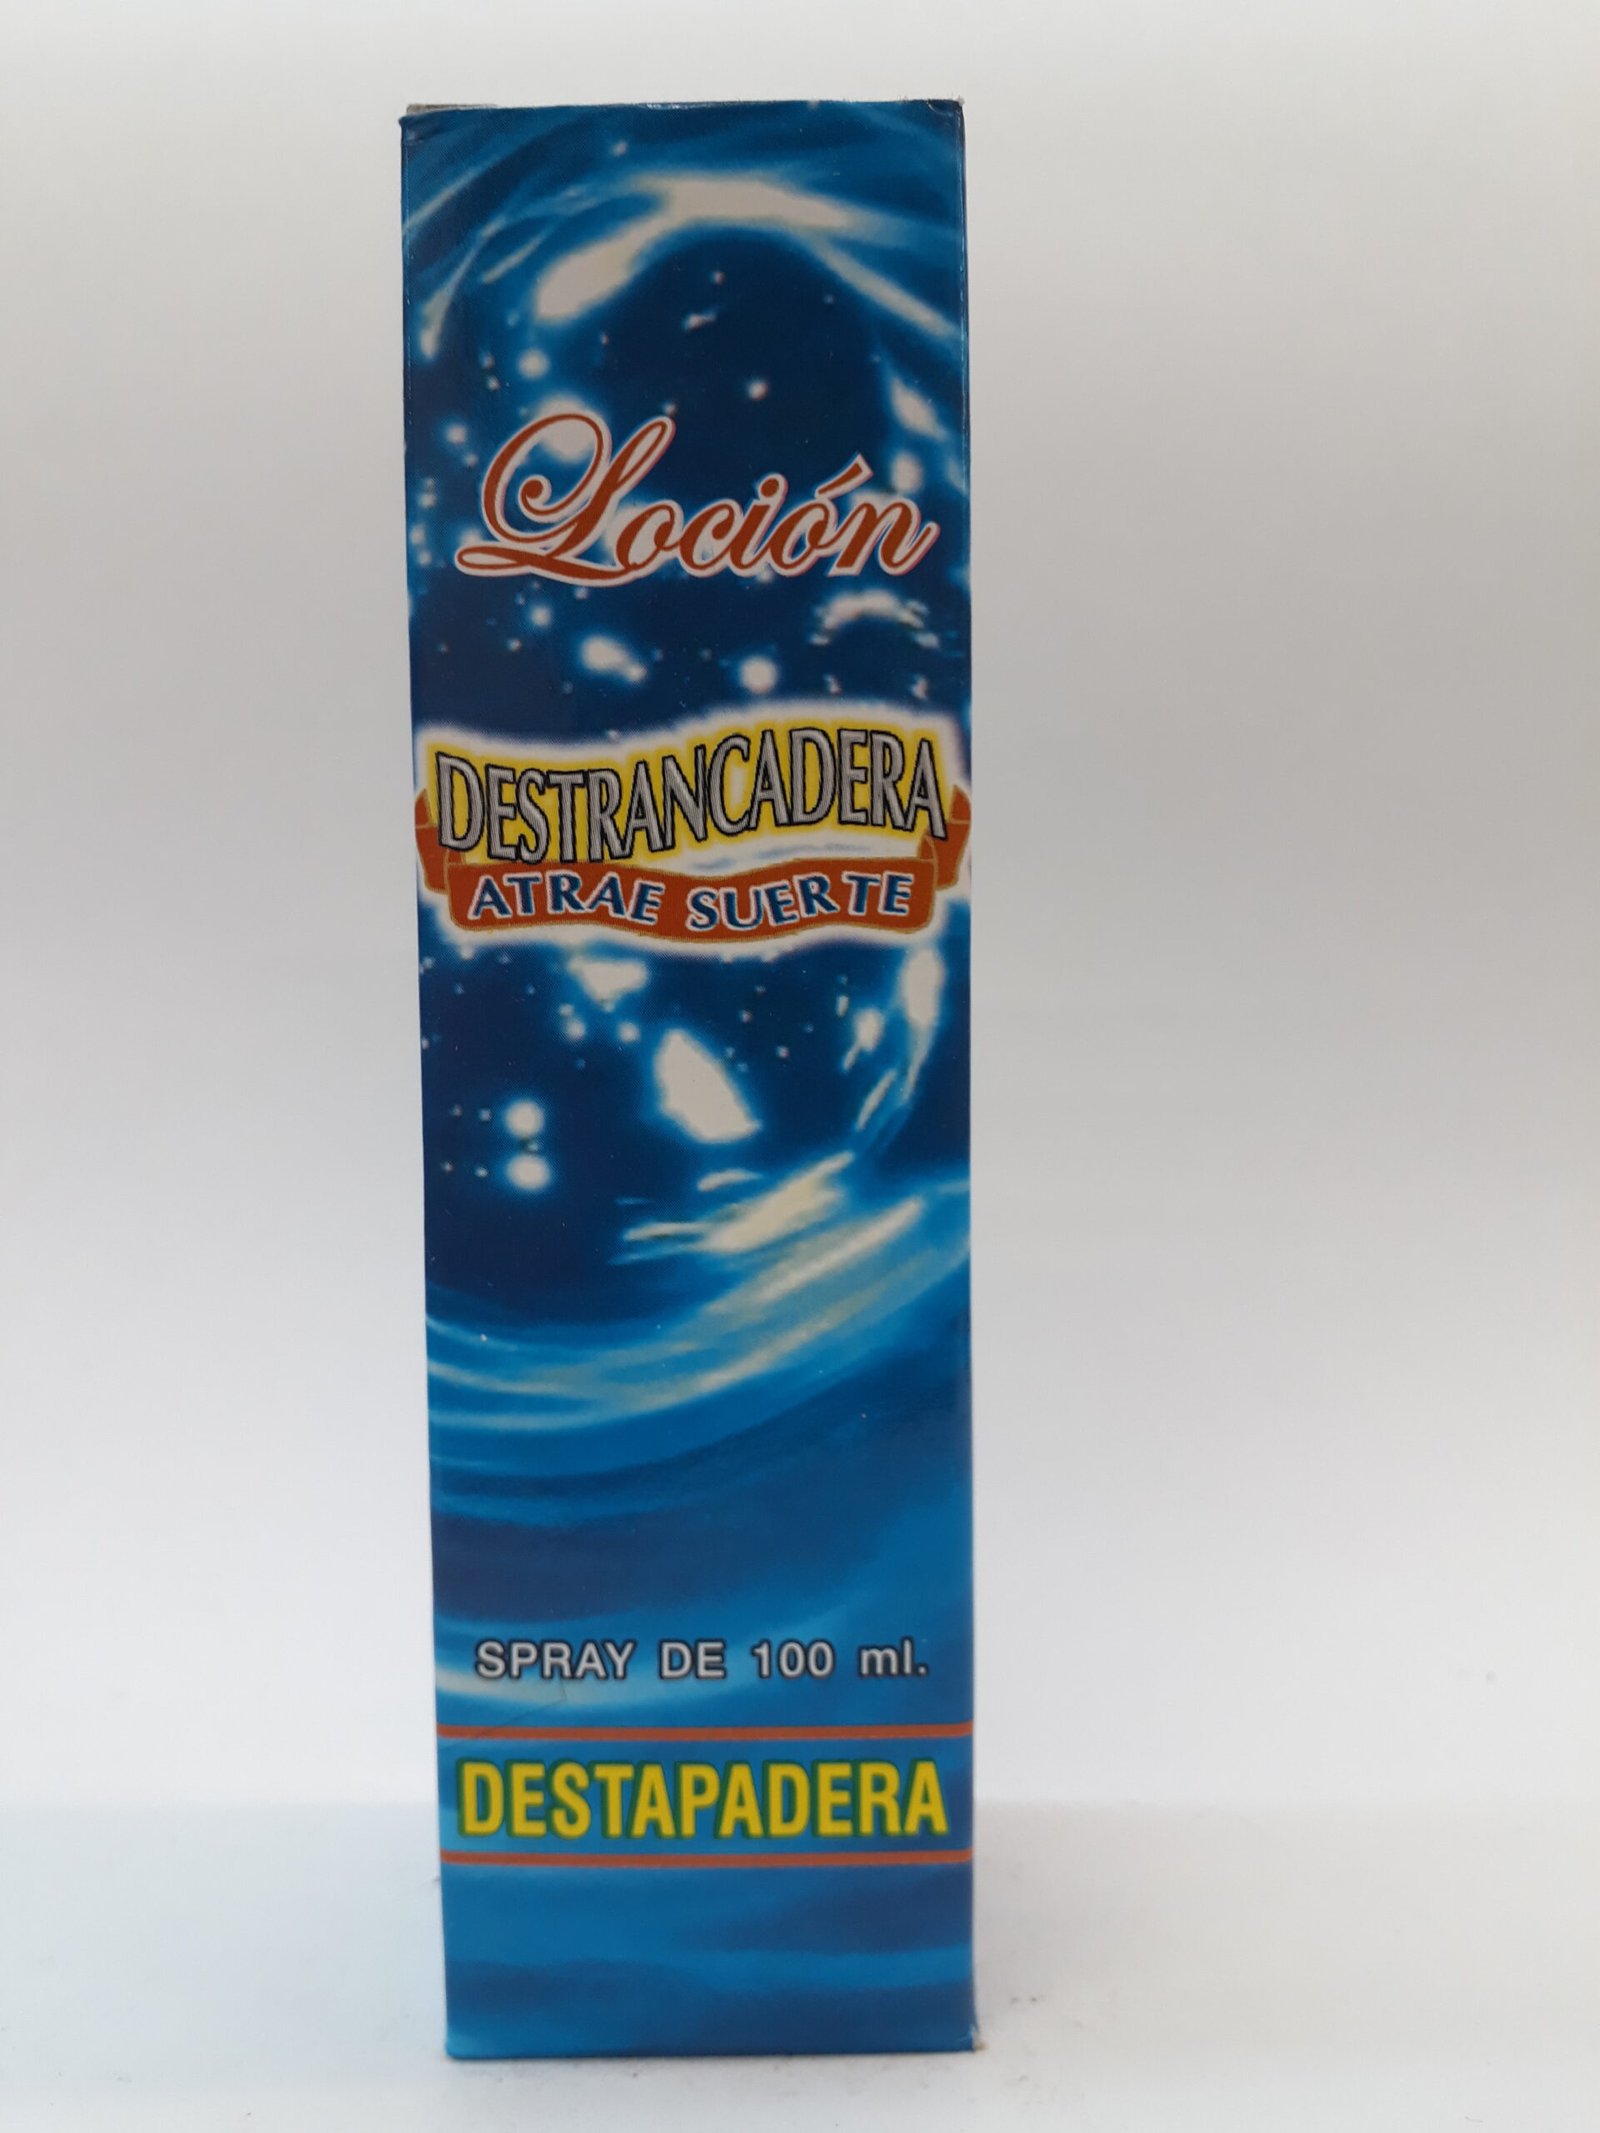 Loción
DESTRANCADERA
ATRAE SUERTE
SPRAY DE 100 ml.
DESTAPADERA